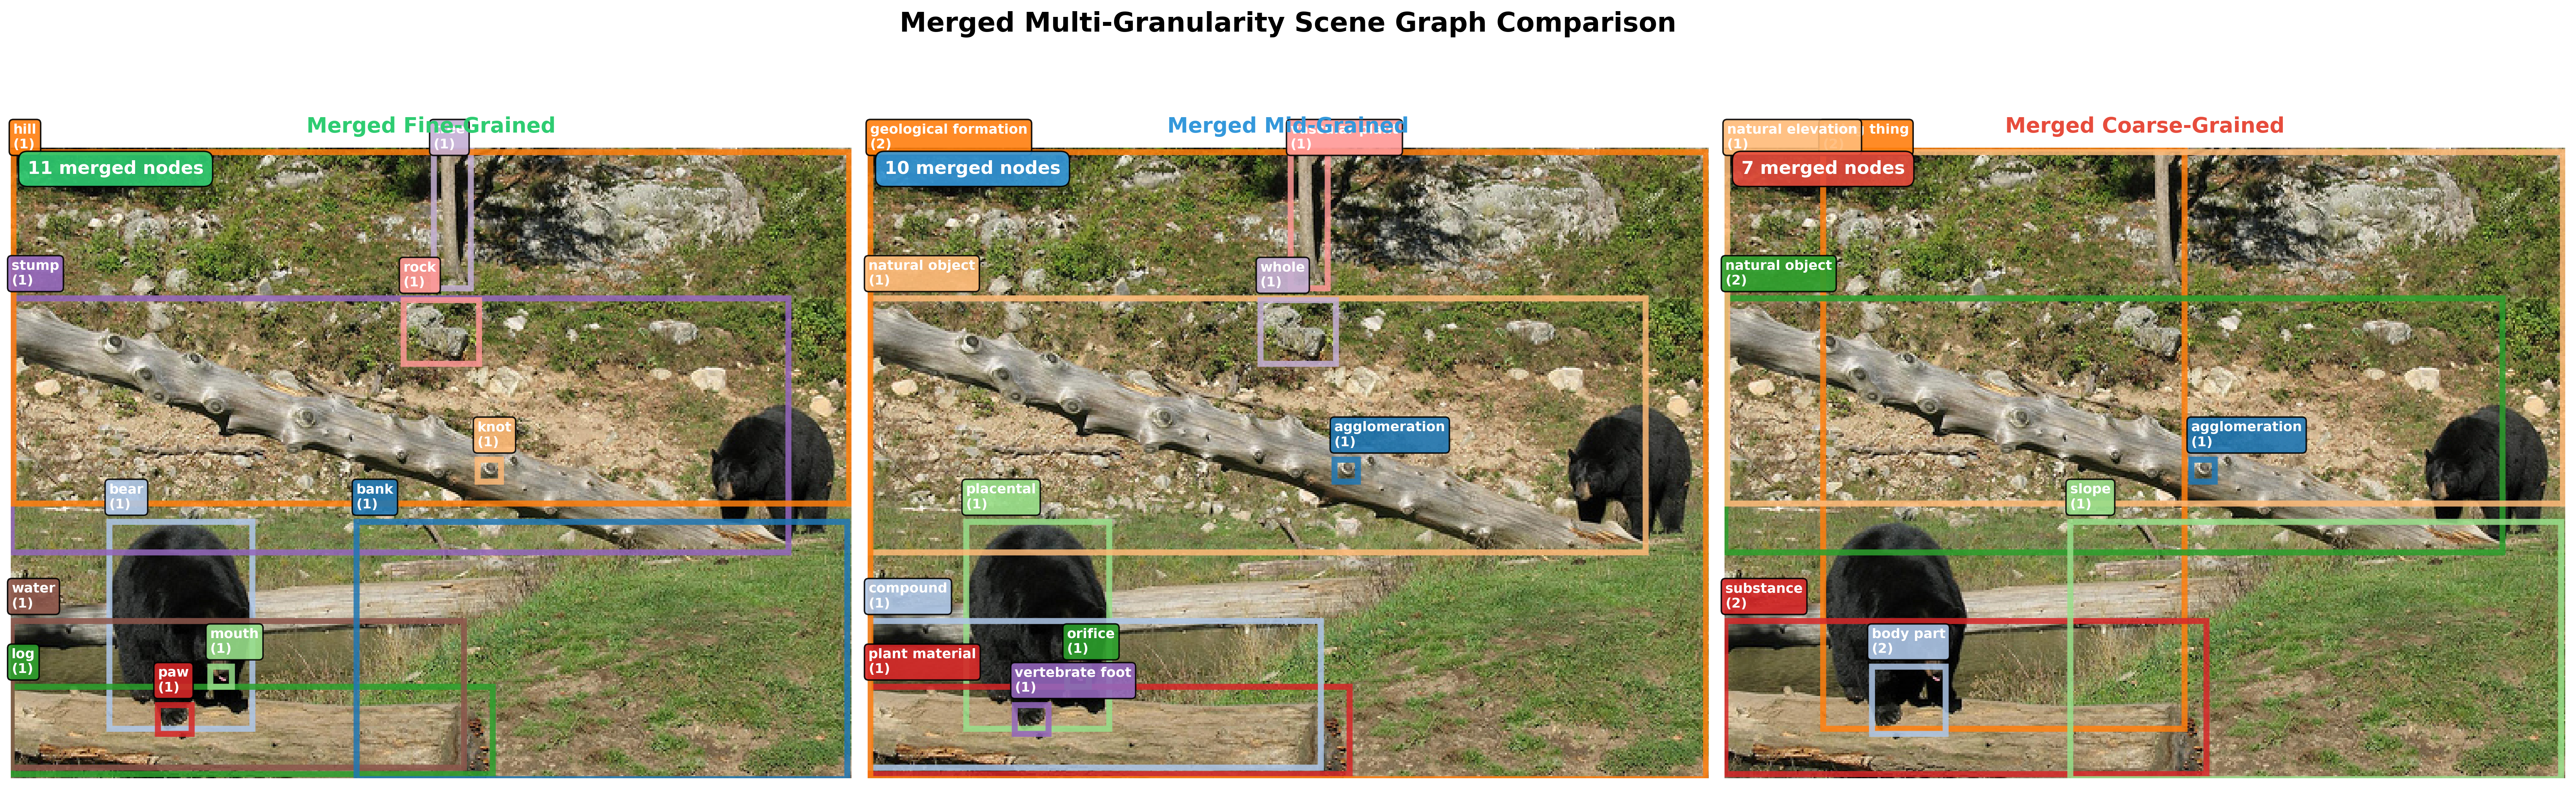 Merged Multi-Granularity Scene Graph Comparison
Merged Fine-Grained
hill
(1)
(1)
11 merged nodes
stump
(1)
rock
(1)
knot
(1)
bear
(1)
bank
(1)
water
(1)
mouth
(1)
log
(1)
paw
(1)
Merged Mid-Grained
geological formation
(2)
(1)
10 merged nodes
natural object
(1)
whole
(1)
agglomeration
(1)
placental
(1)
compound
(1)
orifice
(1)
plant material
(1)
vertebrate foot
(1)
Merged Coarse-Grained
natural elevation
(1)
thing
7 merged nodes
natural object
(2)
agglomeration
(1)
slope
(1)
substance
(2)
body part
(2)